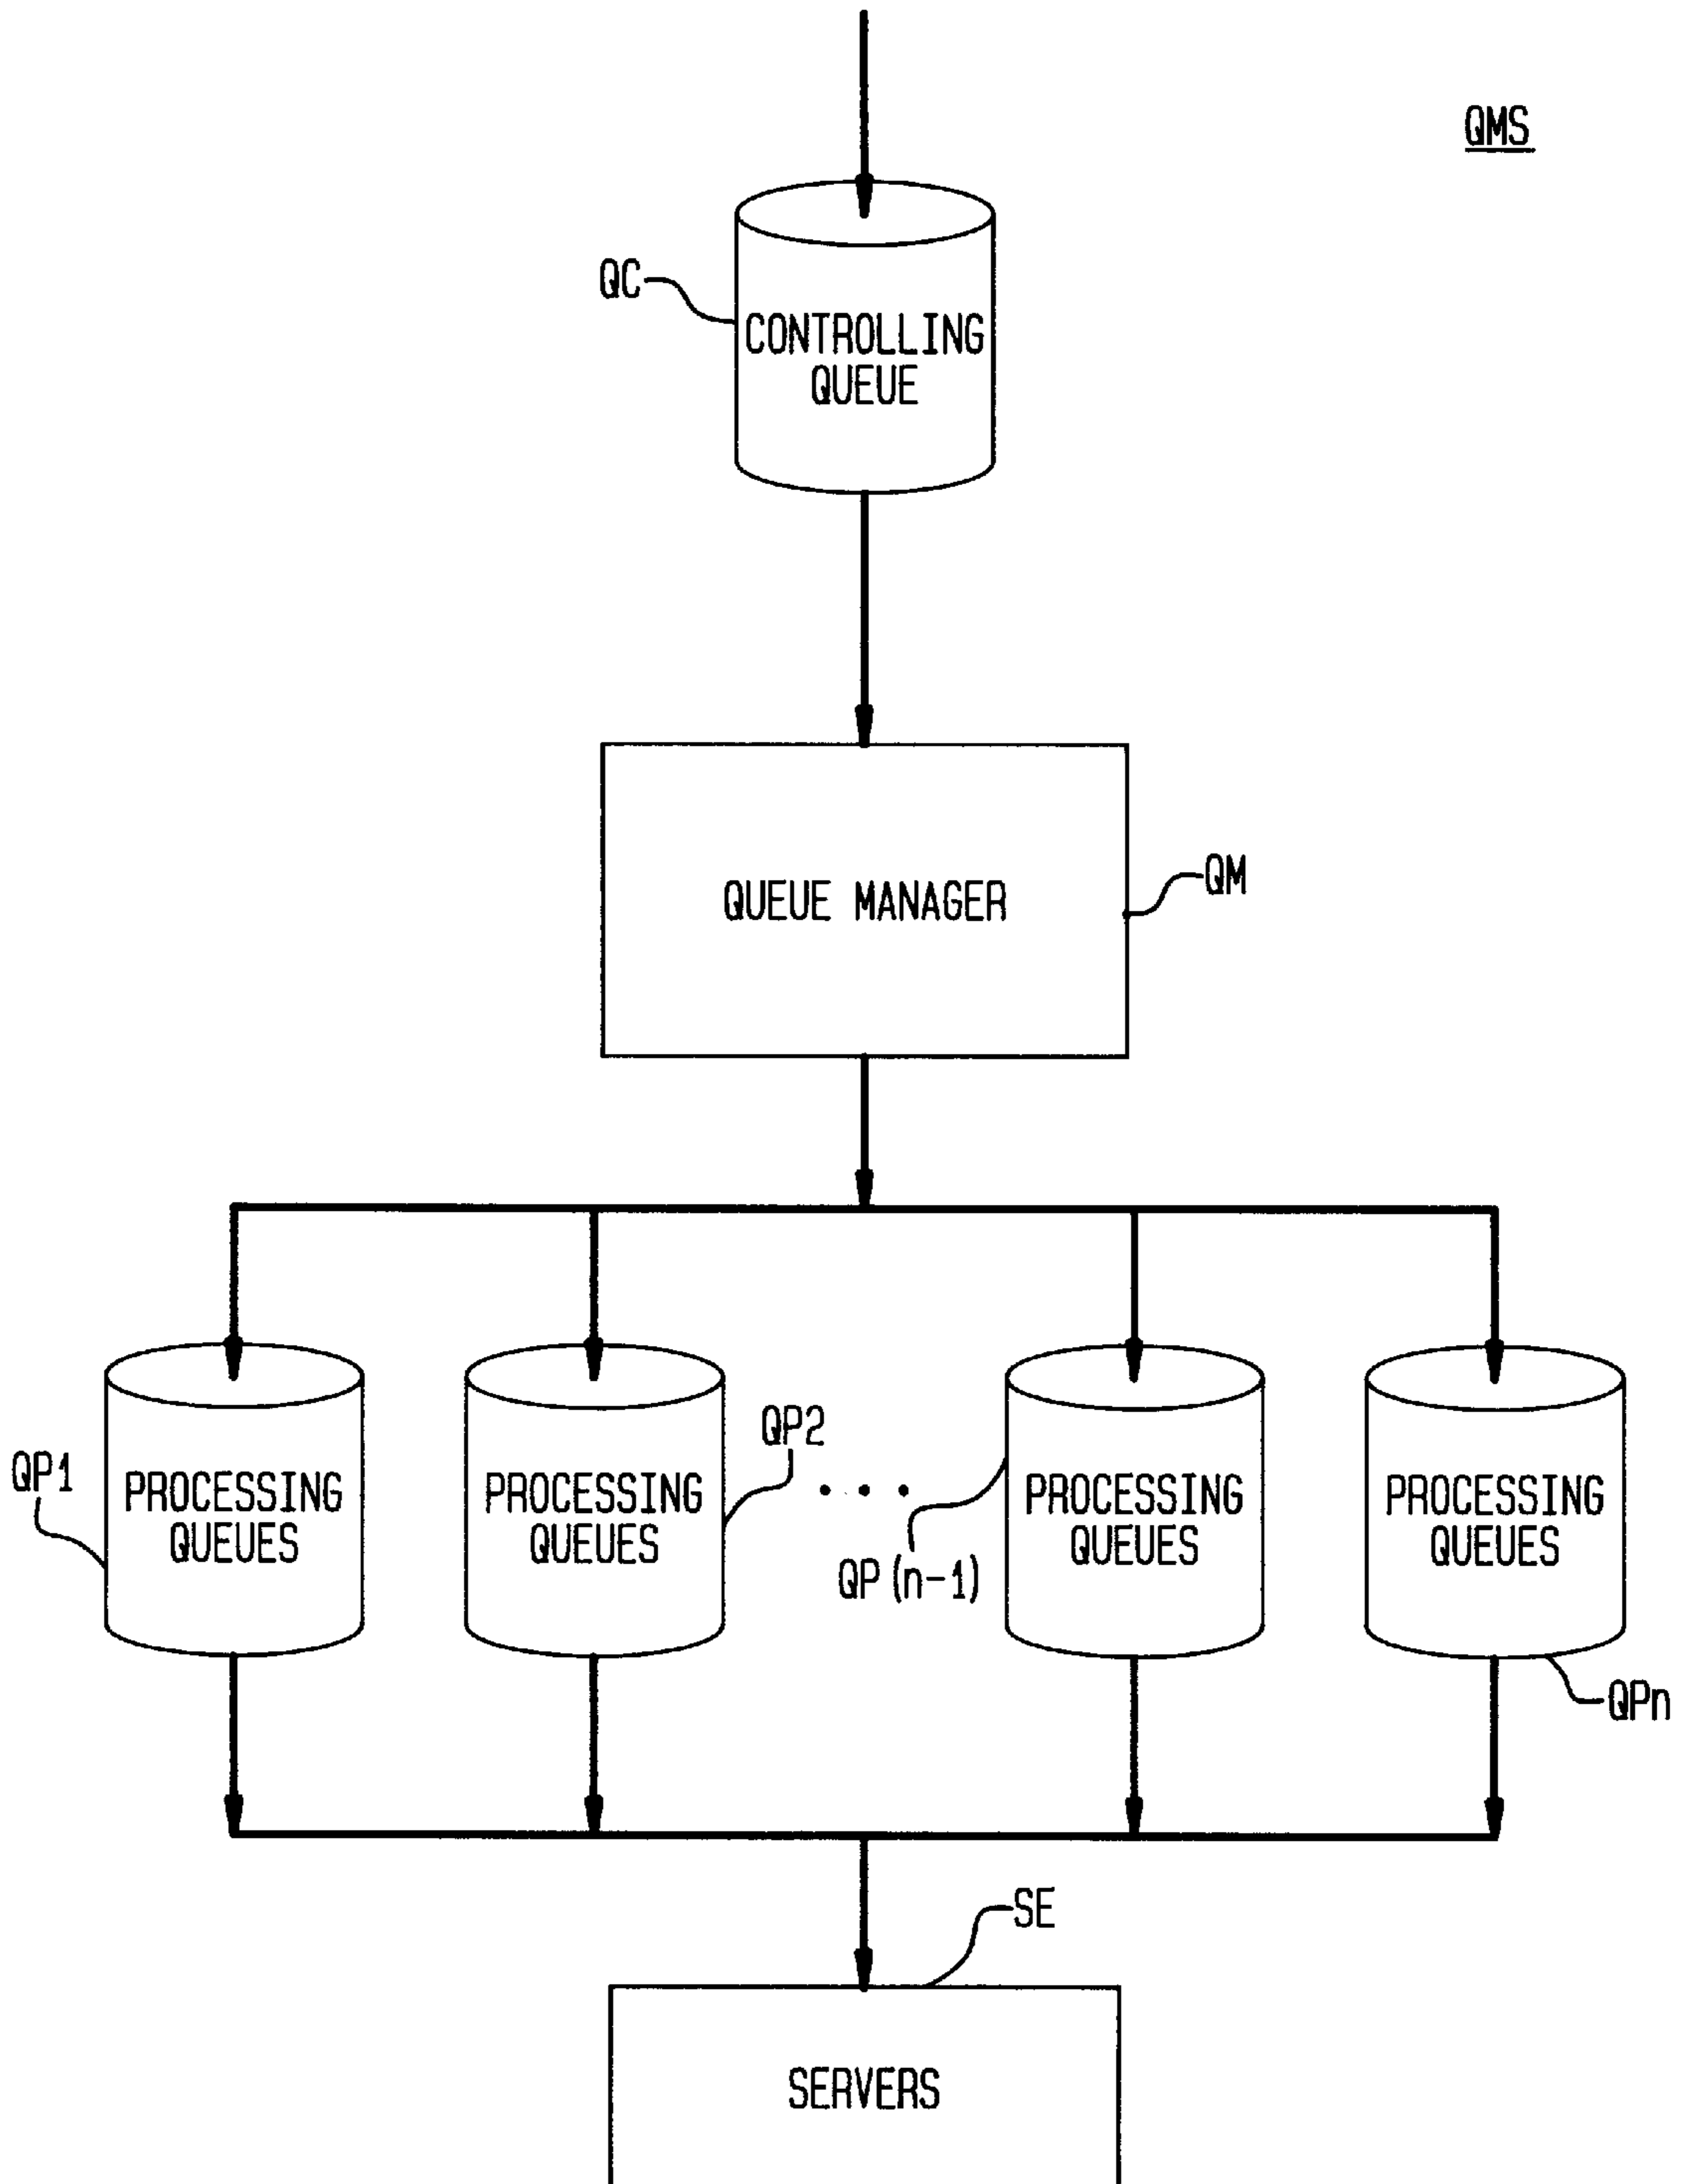 QMS
QC
CONTROLLING
QUEUE
QUEUE MANAGER
QM
QP1
PROCESSING
QUEUES
PROCESSING
QUEUES
QP2
. . .
QP(n-1)
PROCESSING
QUEUES
PROCESSING
QUEUES
QPn
SE
SERVERS